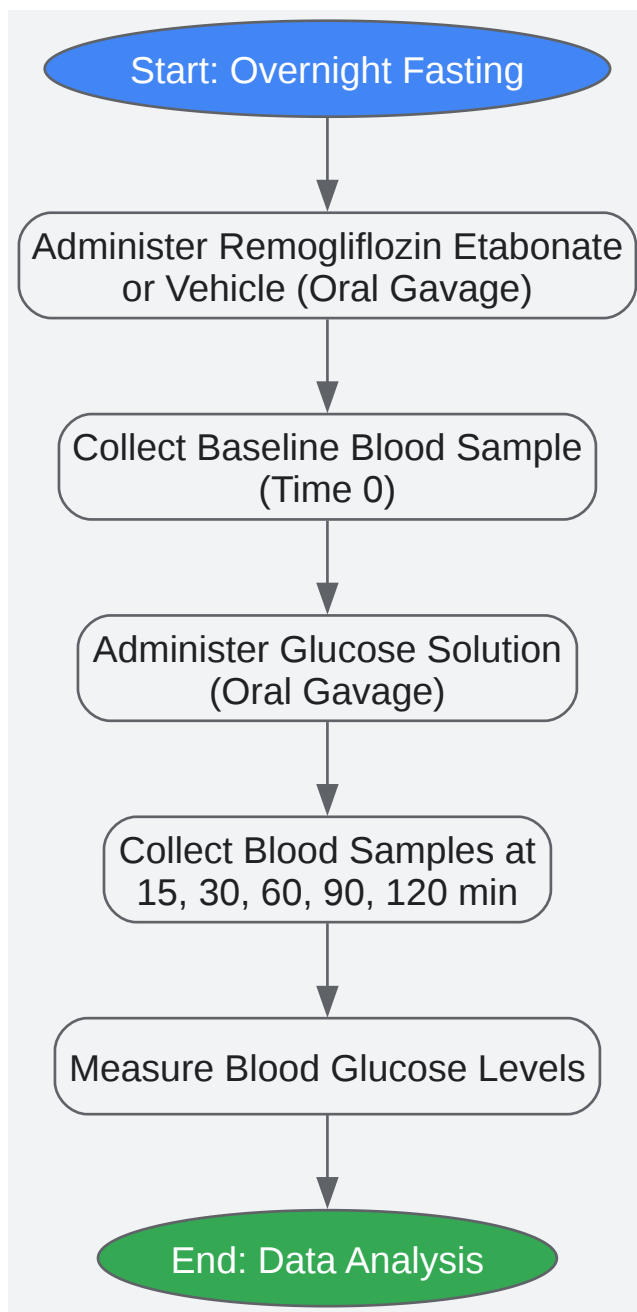 Start: Overnight Fasting
Administer Remogliflozin Etabonate
or Vehicle (Oral Gavage)
Collect Baseline Blood Sample
(Time 0)
Administer Glucose Solution
(Oral Gavage)
Collect Blood Samples at
15, 30, 60, 90, 120 min
Measure Blood Glucose Levels
End: Data Analysis